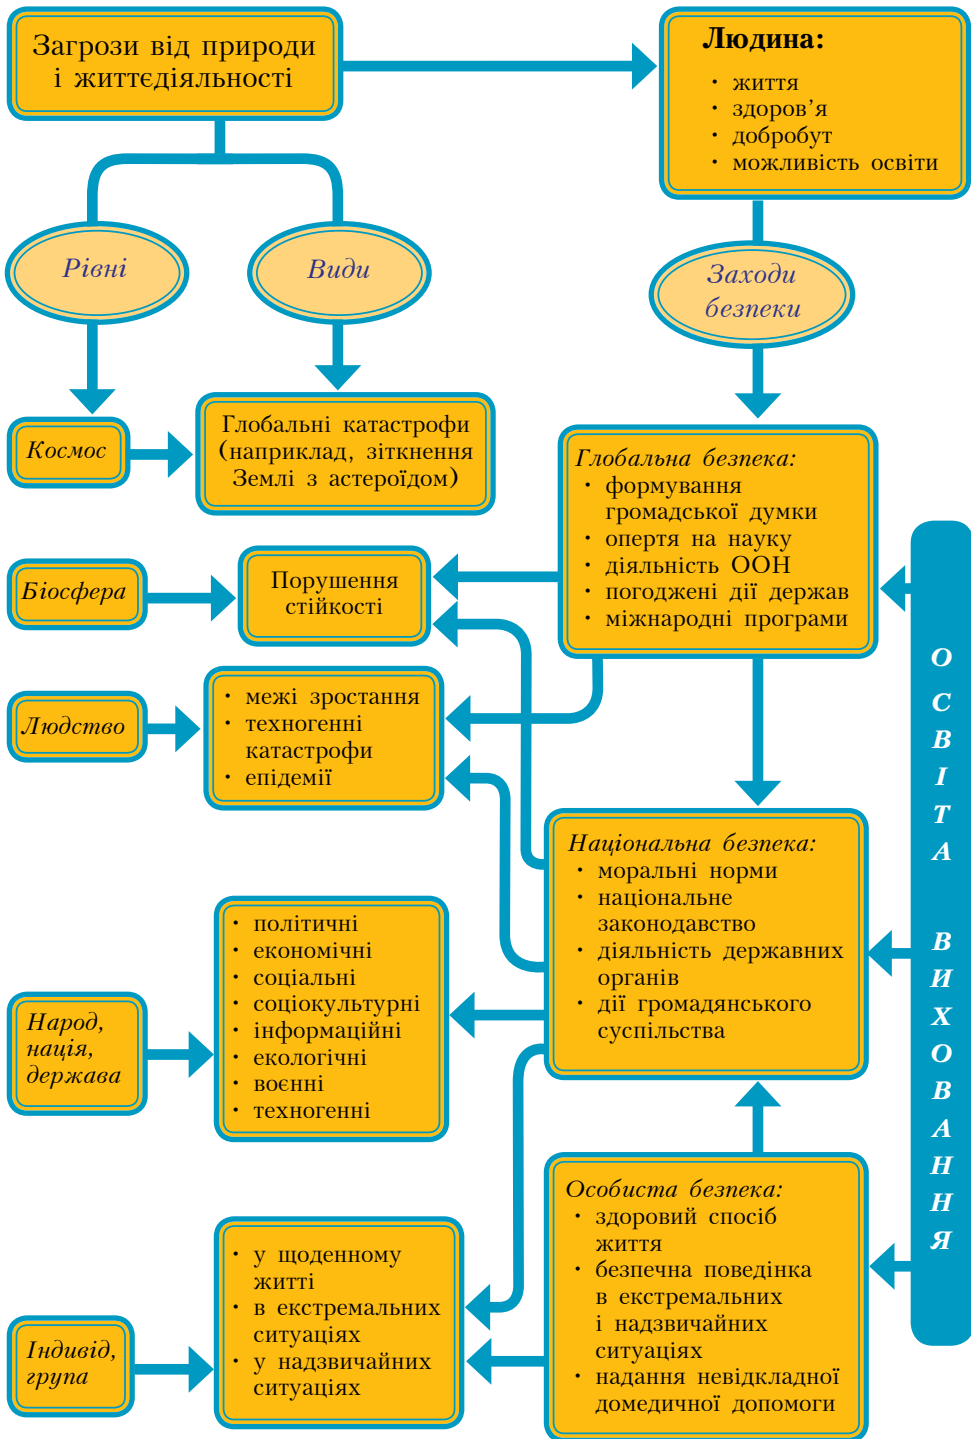 Загрози від природи
і життєдіяльності
Людина:
· життя
· здоров’я
· добробут
· можливість освіти
Рівні
Види
Заходи
безпеки
Космос
Глобальні катастрофи
(наприклад, зіткнення
Землі з астероїдом)
Глобальна безпека:
· формування
громадської думки
· опертя на науку
· діяльність ООН
· погоджені дії держав
· міжнародні програми
Біосфера
Порушення
стійкості
Людство
· межі зростання
· техногенні
катастрофи
· епідемії
Національна безпека:
· моральні норми
· національне
законодавство
· діяльність державних
органів
· дії громадянського
суспільства
Народ,
нація,
держава
· політичні
· економічні
· соціальні
· соціокультурні
· інформаційні
· екологічні
· воєнні
· техногенні
Особиста безпека:
· здоровий спосіб
життя
· безпечна поведінка
в екстремальних
і надзвичайних
ситуаціях
· надання невідкладної
домедичної допомоги
Індивід,
група
· у щоденному
житті
· в екстремальних
ситуаціях
· у надзвичайних
ситуаціях
ОСВІТА ВИХОВАННЯ